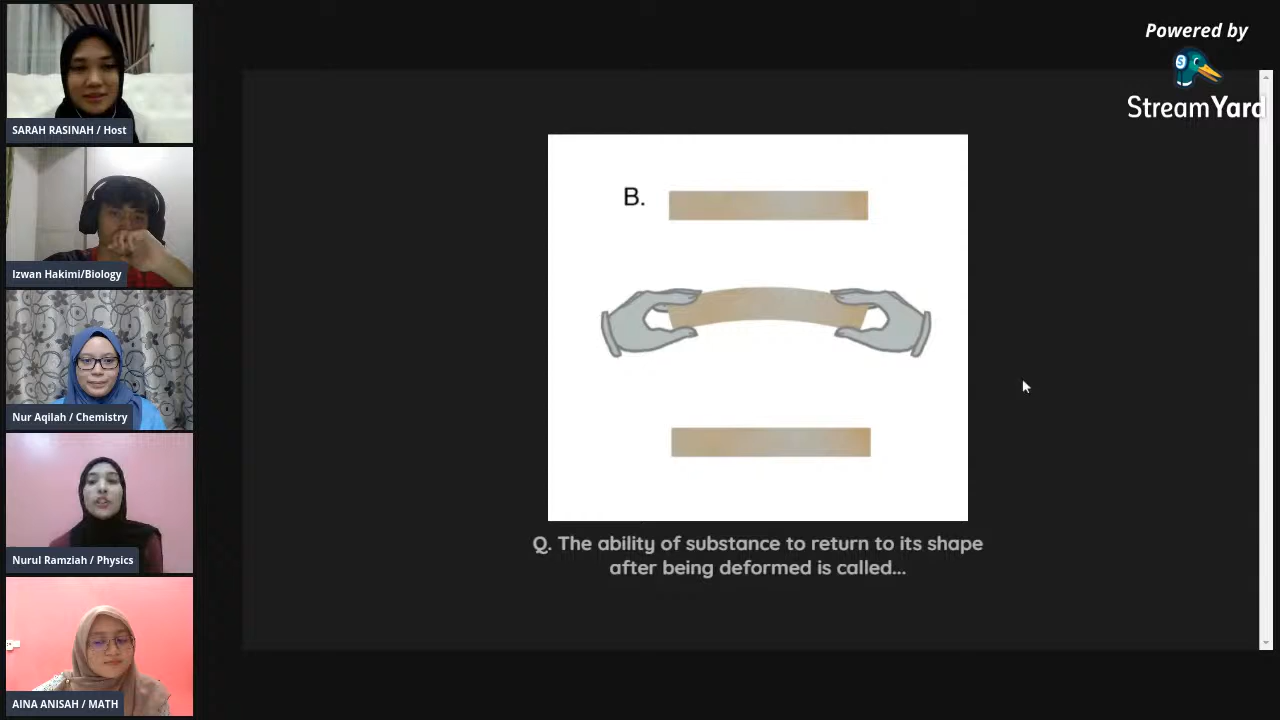 SARAH RASINAH / Host
Izwan Hakimi/Biology
Nur Aqilah / Chemistry
Nurul Ramziah / Physics
AINA ANISAH / MATH
Powered by
StreamYard
B.
Q. The ability of substance to return to its shape
after being deformed is called...